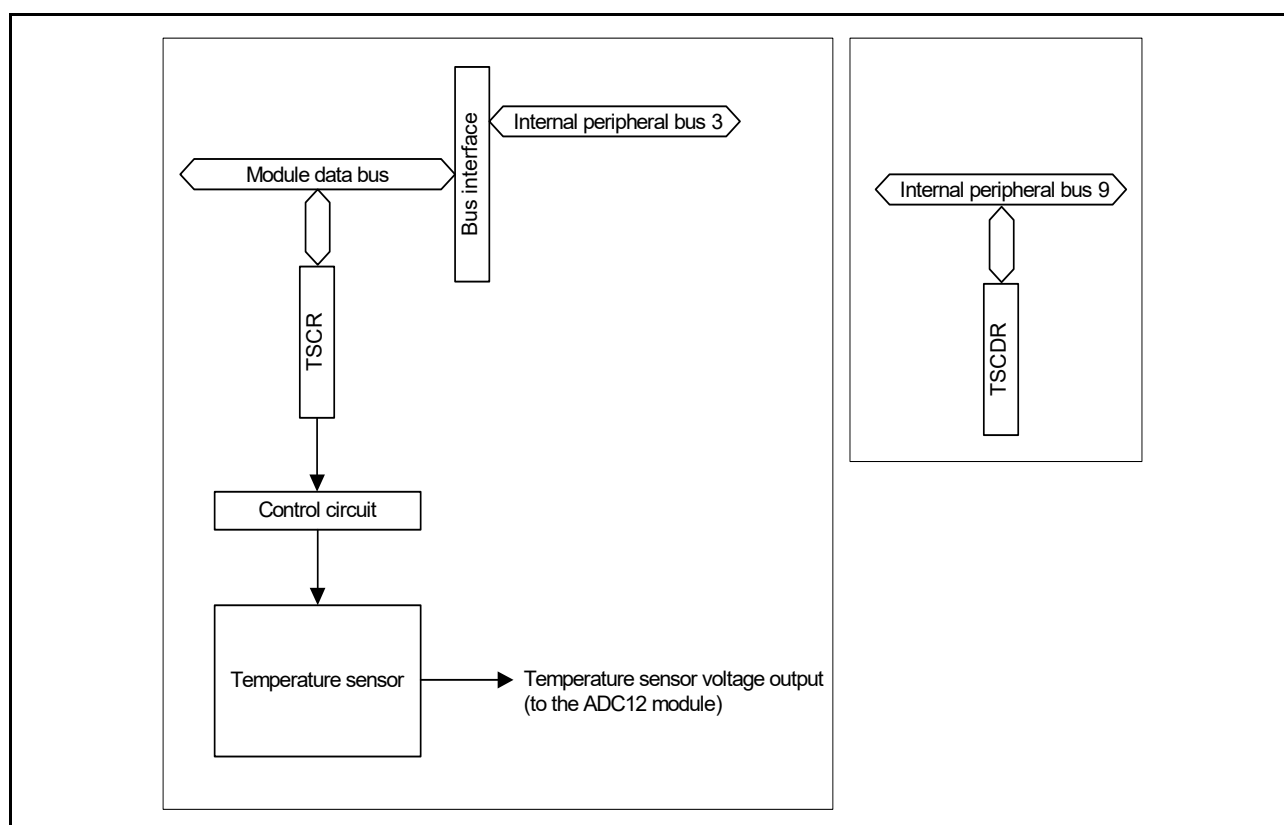 Internal peripheral bus 3
Bus interface
Module data bus
TSCR
Control circuit
Temperature sensor
Temperature sensor voltage output
(to the ADC12 module)
Internal peripheral bus 9
TSCDR